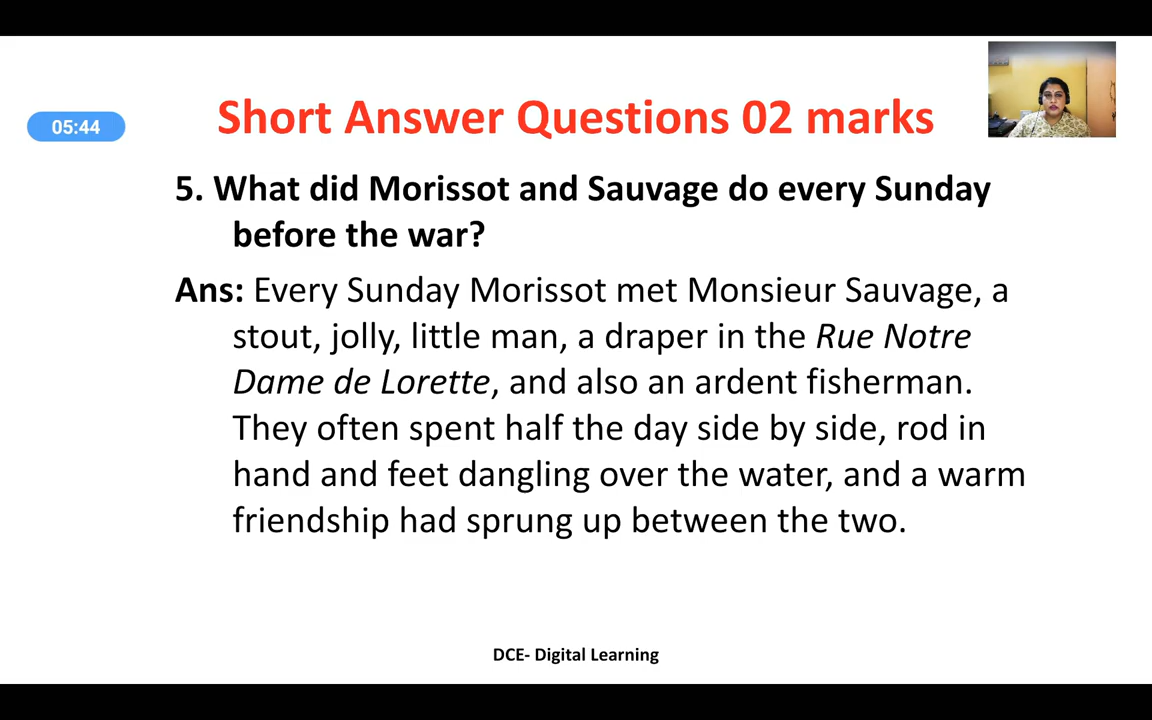 05:44
Short Answer Questions 02 marks
5. What did Morissot and Sauvage do every Sunday
before the war?
Ans: Every Sunday Morissot met Monsieur Sauvage, a
stout, jolly, little man, a draper in the Rue Notre
Dame de Lorette, and also an ardent fisherman.
They often spent half the day side by side, rod in
hand and feet dangling over the water, and a warm
friendship had sprung up between the two.
DCE- Digital Learning